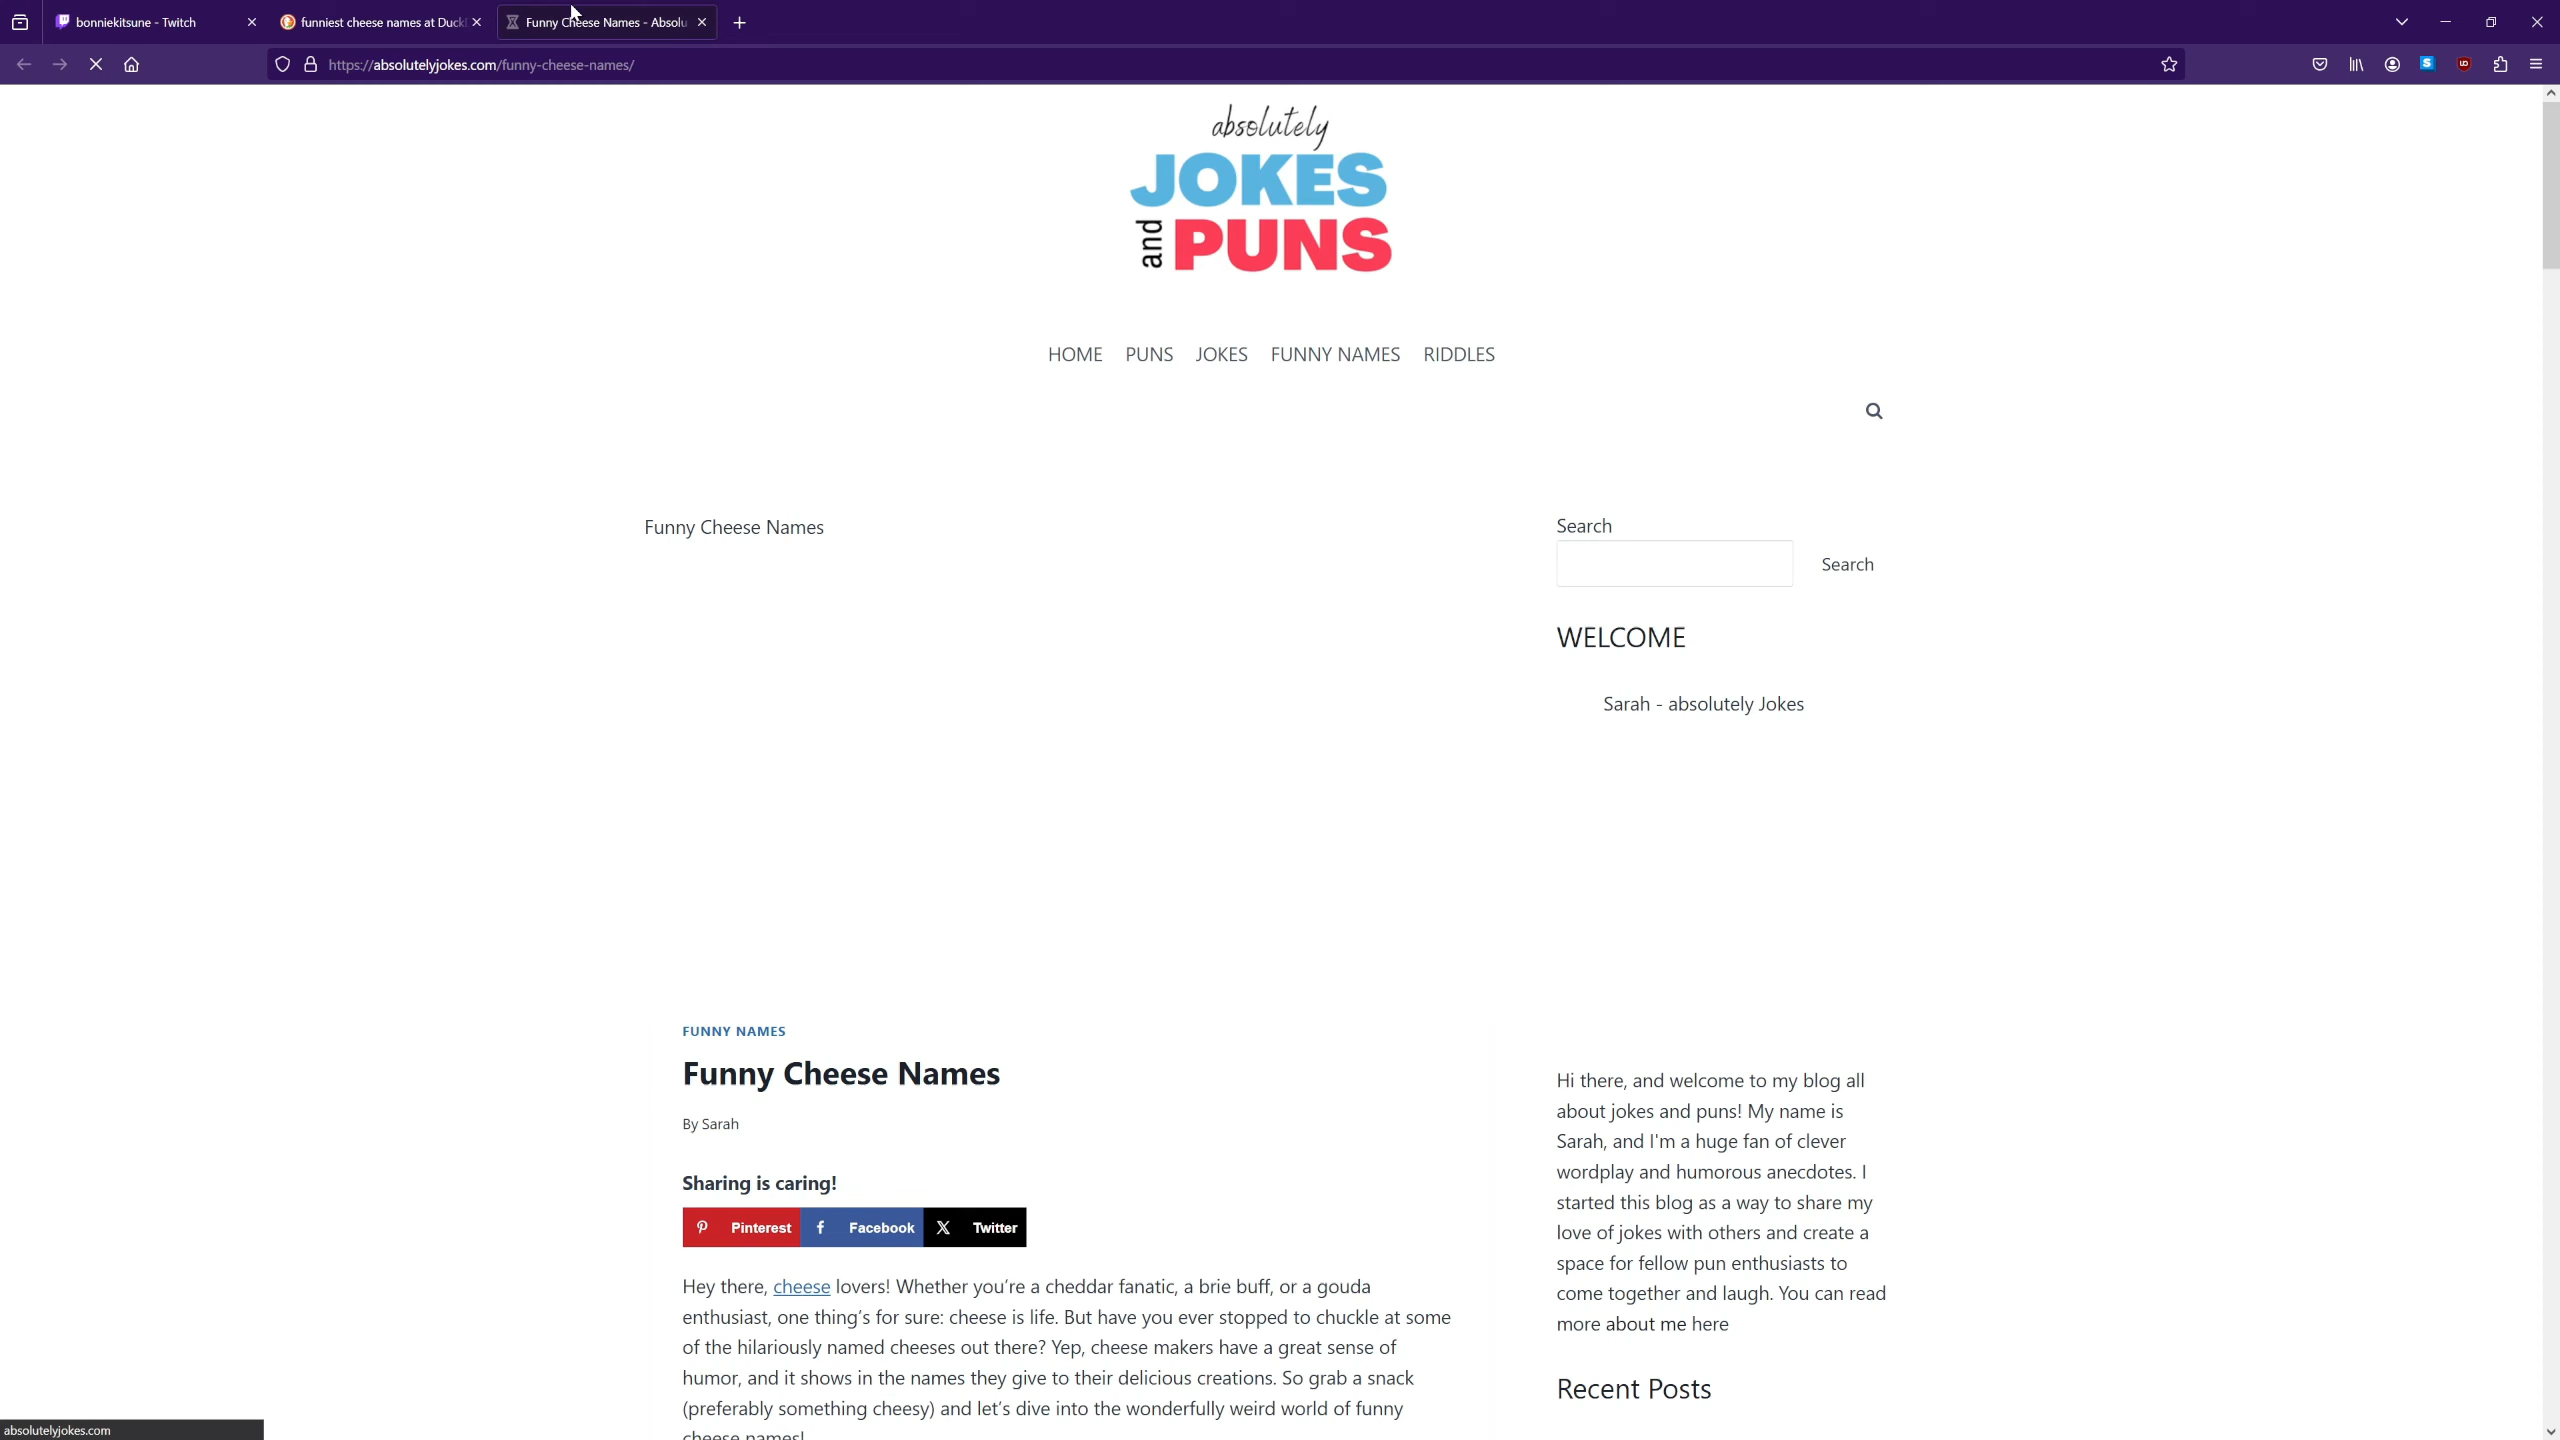 bonniekitsune - Twitch
funniest cheese names at Duck
Funny Cheese Names - Absolu
https://absolutelyjokes.com/funny-cheese-names/
absolutely
JOKES
and PUNS
HOME PUNS JOKES FUNNY NAMES RIDDLES
Funny Cheese Names
Search
Search
WELCOME
Sarah - absolutely Jokes
FUNNY NAMES
Funny Cheese Names
By Sarah
Sharing is caring!
Pinterest Facebook Twitter
Hey there, cheese lovers! Whether you're a cheddar fanatic, a brie buff, or a gouda
enthusiast, one thing's for sure: cheese is life. But have you ever stopped to chuckle at some
of the hilariously named cheeses out there? Yep, cheese makers have a great sense of
humor, and it shows in the names they give to their delicious creations. So grab a snack
(preferably something cheesy) and let's dive into the wonderfully weird world of funny
cheese names!
Hi there, and welcome to my blog all
about jokes and puns! My name is
Sarah, and I'm a huge fan of clever
wordplay and humorous anecdotes. I
started this blog as a way to share my
love of jokes with others and create a
space for fellow pun enthusiasts to
come together and laugh. You can read
more about me here
Recent Posts
absolutelyjokes.com